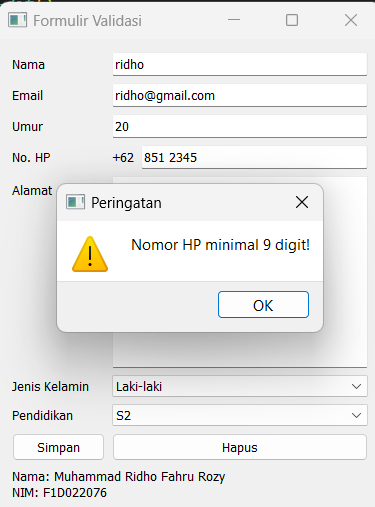 Formulir Validasi
Nama ridho
Email ridho@gmail.com
Umur 20
No. HP +62 851 2345
Alamat
Peringatan
Nomor HP minimal 9 digit!
OK
Jenis Kelamin Laki-laki
Pendidikan S2
Simpan Hapus
Nama: Muhammad Ridho Fahru Rozy
NIM: F1D022076